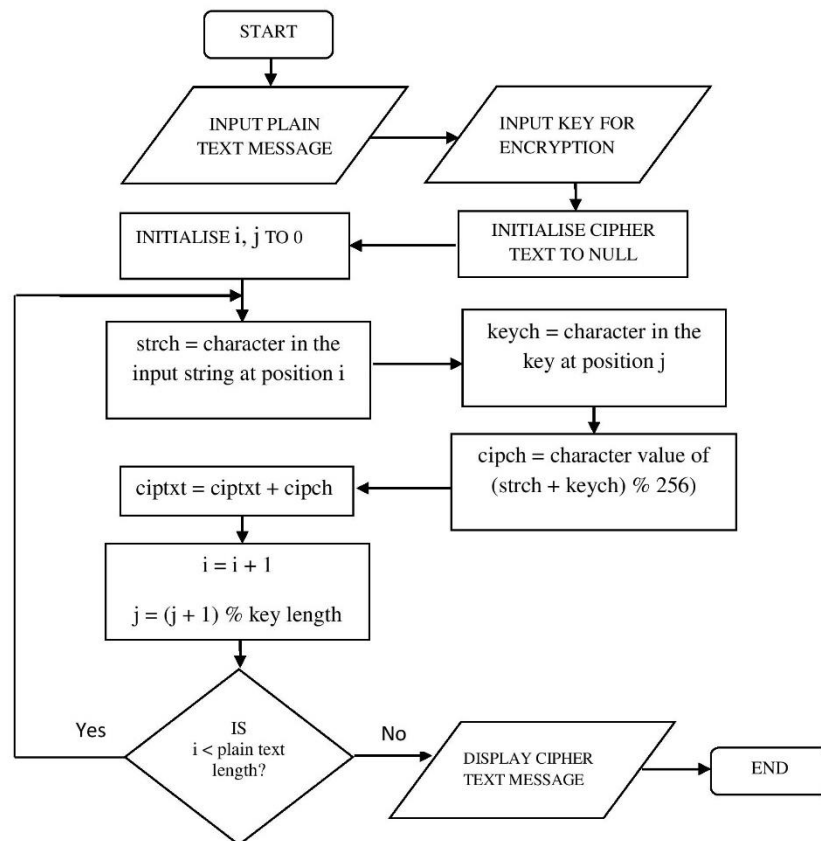 START
INPUT PLAIN
TEXT MESSAGE
INPUT KEY FOR
ENCRYPTION
INITIALISE CIPHER
TEXT TO NULL
INITIALISE i, j TO 0
strch = character in the
input string at position i
keych = character in the
key at position j
cipch = character value of
(strch + keych) % 256)
ciptxt = ciptxt + cipch
i = i + 1
j = (j + 1) % key length
IS
i < plain text
length?
Yes
No
DISPLAY CIPHER
TEXT MESSAGE
END